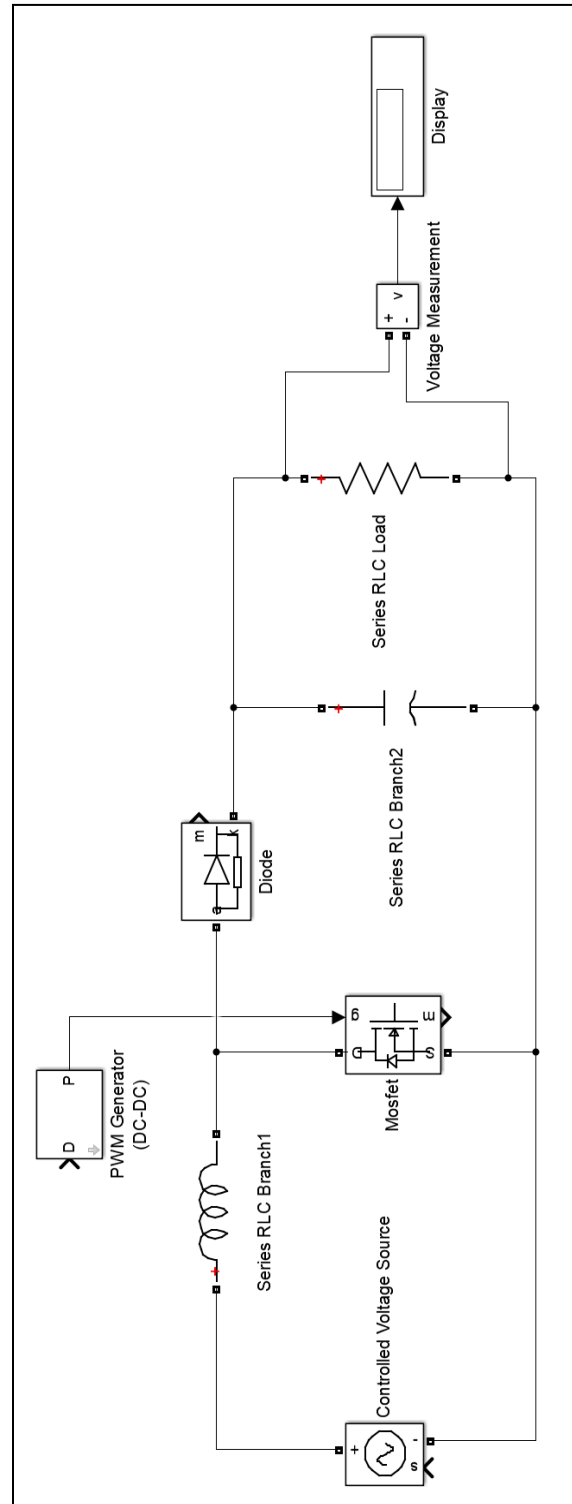 D P
PWM Generator
(DC-DC)
m
a k
Diode
+
Series RLC Branch1
g m
D S
Mosfet
+
-
s
Controlled Voltage Source
+
Series RLC Branch2
+
Series RLC Load
+
- v
Voltage Measurement
Display